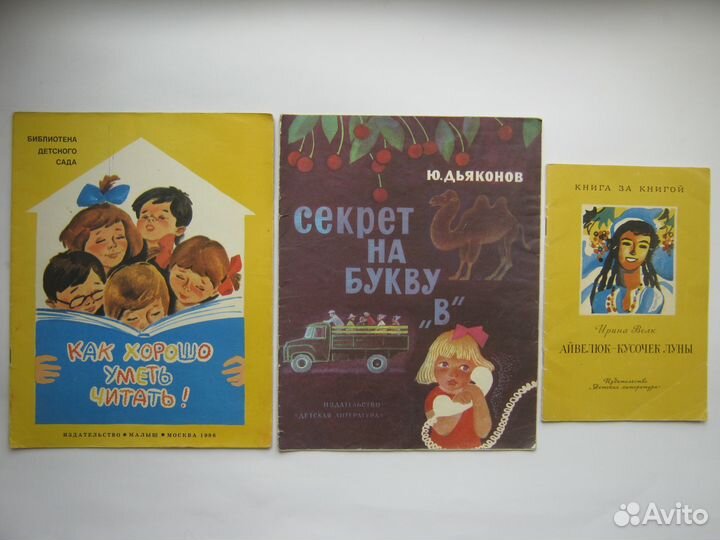 БИБЛИОТЕКА
ДЕТСКОГО
САДА
КАК ХОРОШО
УМЕТЬ
ЧИТАТЬ!
ИЗДАТЕЛЬСТВО • МАЛЫШ • МОСКВА 1986
Ю. ДЬЯКОНОВ
секрет
НА
БУКВУ
„В“
ИЗДАТЕЛЬСТВО
«ДЕТСКАЯ ЛИТЕРАТУРА»
КНИГА ЗА КНИГОЙ
Ирина Велк
АЙВЕЛЮК–КУСОЧЕК ЛУНЫ
Издательство
„Детская литература“
Avito